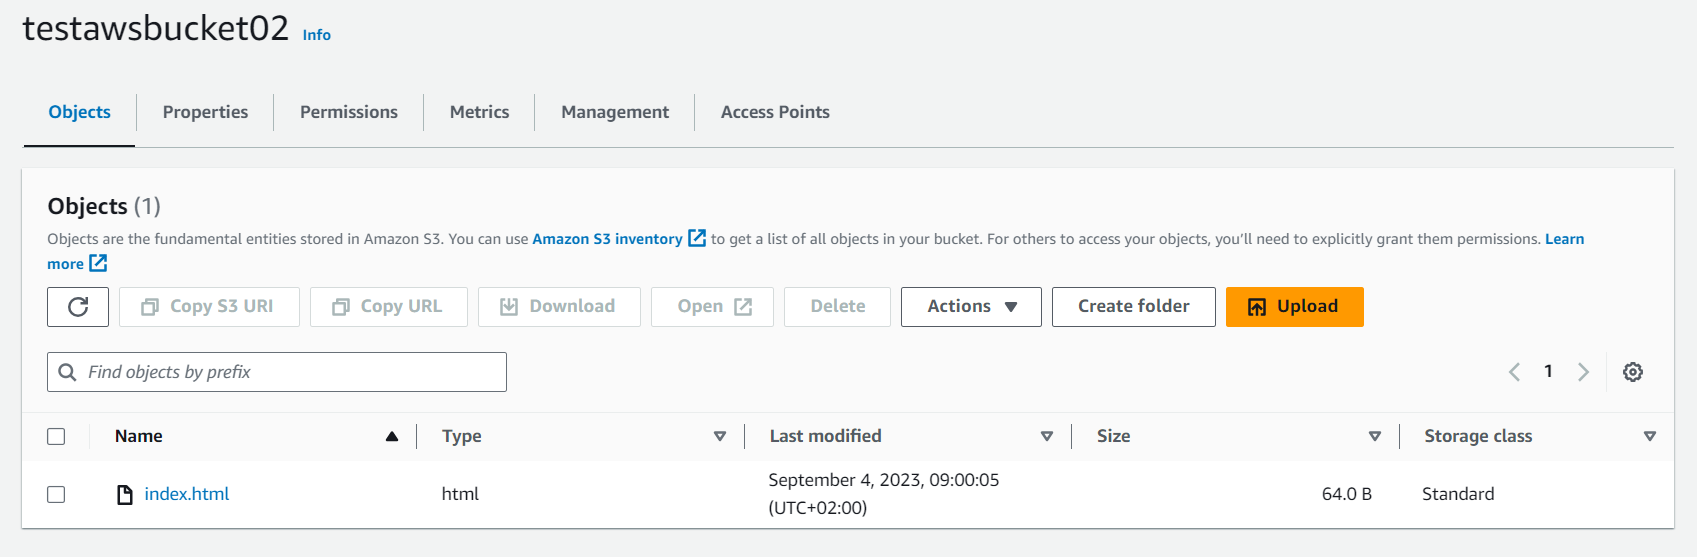 testawsbucket02 Info
Objects Properties Permissions Metrics Management Access Points
Objects (1)
Objects are the fundamental entities stored in Amazon S3. You can use Amazon S3 inventory to get a list of all objects in your bucket. For others to access your objects, you’ll need to explicitly grant them permissions. Learn
more
Copy S3 URI Copy URL Download Open Delete Actions Create folder Upload
Find objects by prefix 1
Name Type Last modified Size Storage class
index.html html September 4, 2023, 09:00:05 64.0 B Standard
(UTC+02:00)